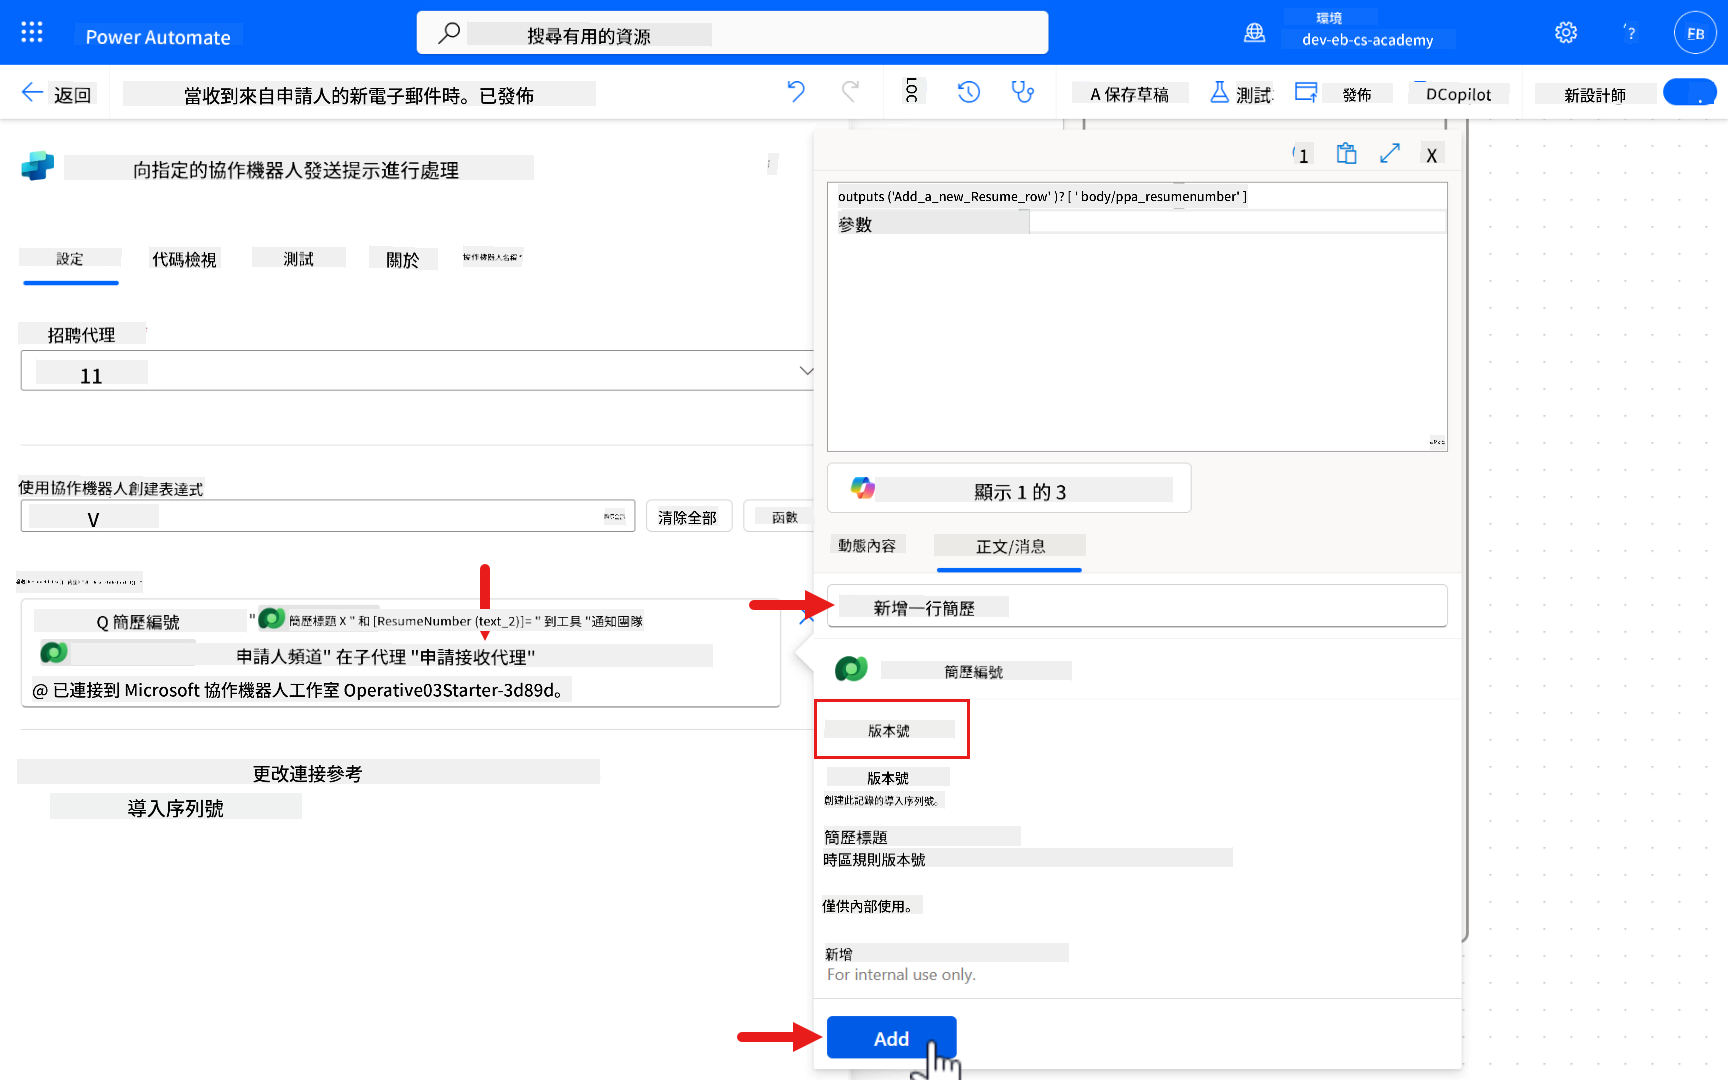 Power Automate
搜尋有用的資源
環境
dev-eb-cs-academy
?
FB
返回
當收到來自申請人的新電子郵件時。已發佈
LOC
A 保存草稿
測試
發佈
DCopilot
新設計師
向指定的協作機器人發送提示進行處理
1
X
outputs ('Add_a_new_Resume_row' )? [ ' body/ppa_resumenumber' ]
參數
設定
代碼檢視
測試
關於
協作機器人名稱*
招聘代理
11
使用協作機器人創建表達式
V
清除全部
函數
顯示 1 的 3
動態內容
正文/消息
新增一行簡歷
Q 簡歷編號
" 簡歷標題 X " 和 [ResumeNumber (text_2)]= " 到工具 "通知團隊
申請人頻道" 在子代理 "申請接收代理"
@ 已連接到 Microsoft 協作機器人工作室 Operative03Starter-3d89d。
簡歷編號
版本號
版本號
創建此記錄的導入序列號。
更改連接參考
導入序列號
簡歷標題
時區規則版本號
僅供內部使用。
新增
For internal use only.
Add